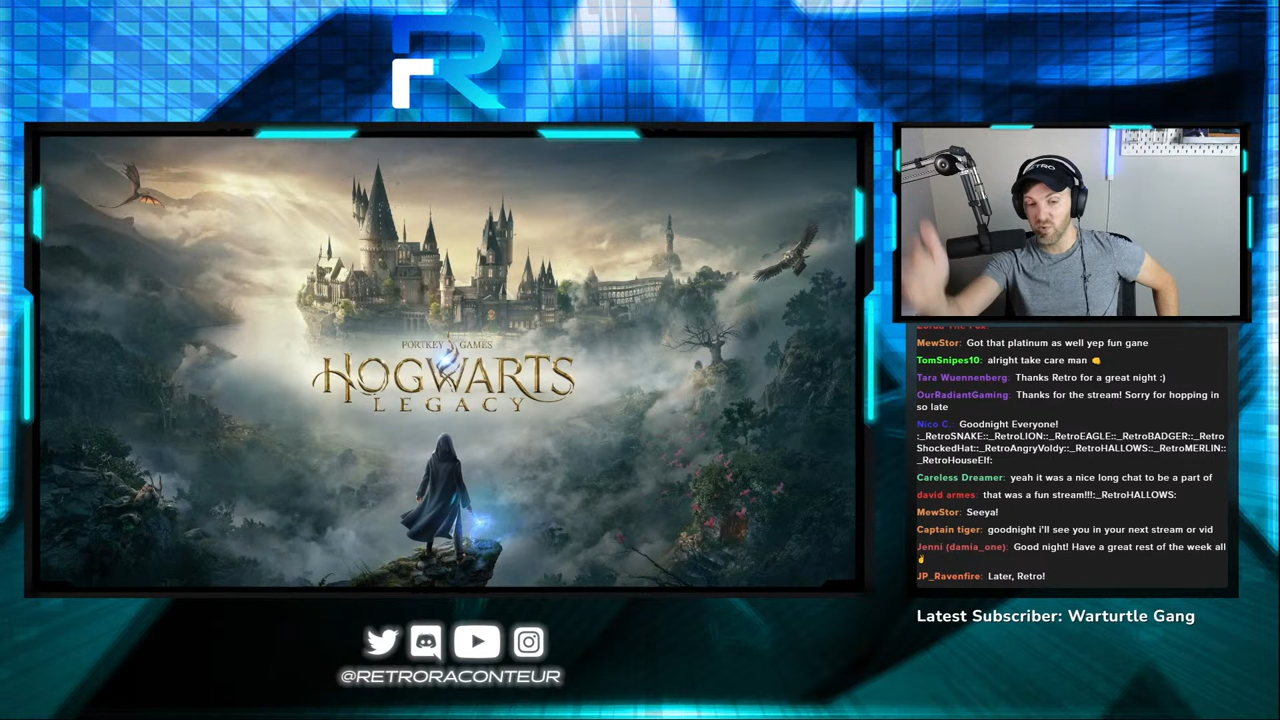 RETRO
PORTKEY GAMES
HOGWARTS
LEGACY
MewStor: Got that platinum as well yep fun gane
TomSnipes10: alright take care man 👊
Tara Wuennenberg: Thanks Retro for a great night :)
OurRadiantGaming: Thanks for the stream! Sorry for hopping in
so late
Nico C.: Goodnight Everyone!
:_RetroSNAKE::_RetroLION::_RetroEAGLE::_RetroBADGER::_Retro
ShockedHat::_RetroAngryVoldy::_RetroHALLOWS::_RetroMERLIN::
_RetroHouseElf:
Careless Dreamer: yeah it was a nice long chat to be a part of
david armes: that was a fun stream!!!:_RetroHALLOWS:
MewStor: Seeya!
Captain tiger: goodnight i'll see you in your next stream or vid
Jenni (damia_one): Good night! Have a great rest of the week all
✌
JP_Ravenfire: Later, Retro!
Latest Subscriber: Warturtle Gang
@RETRORACONTEUR